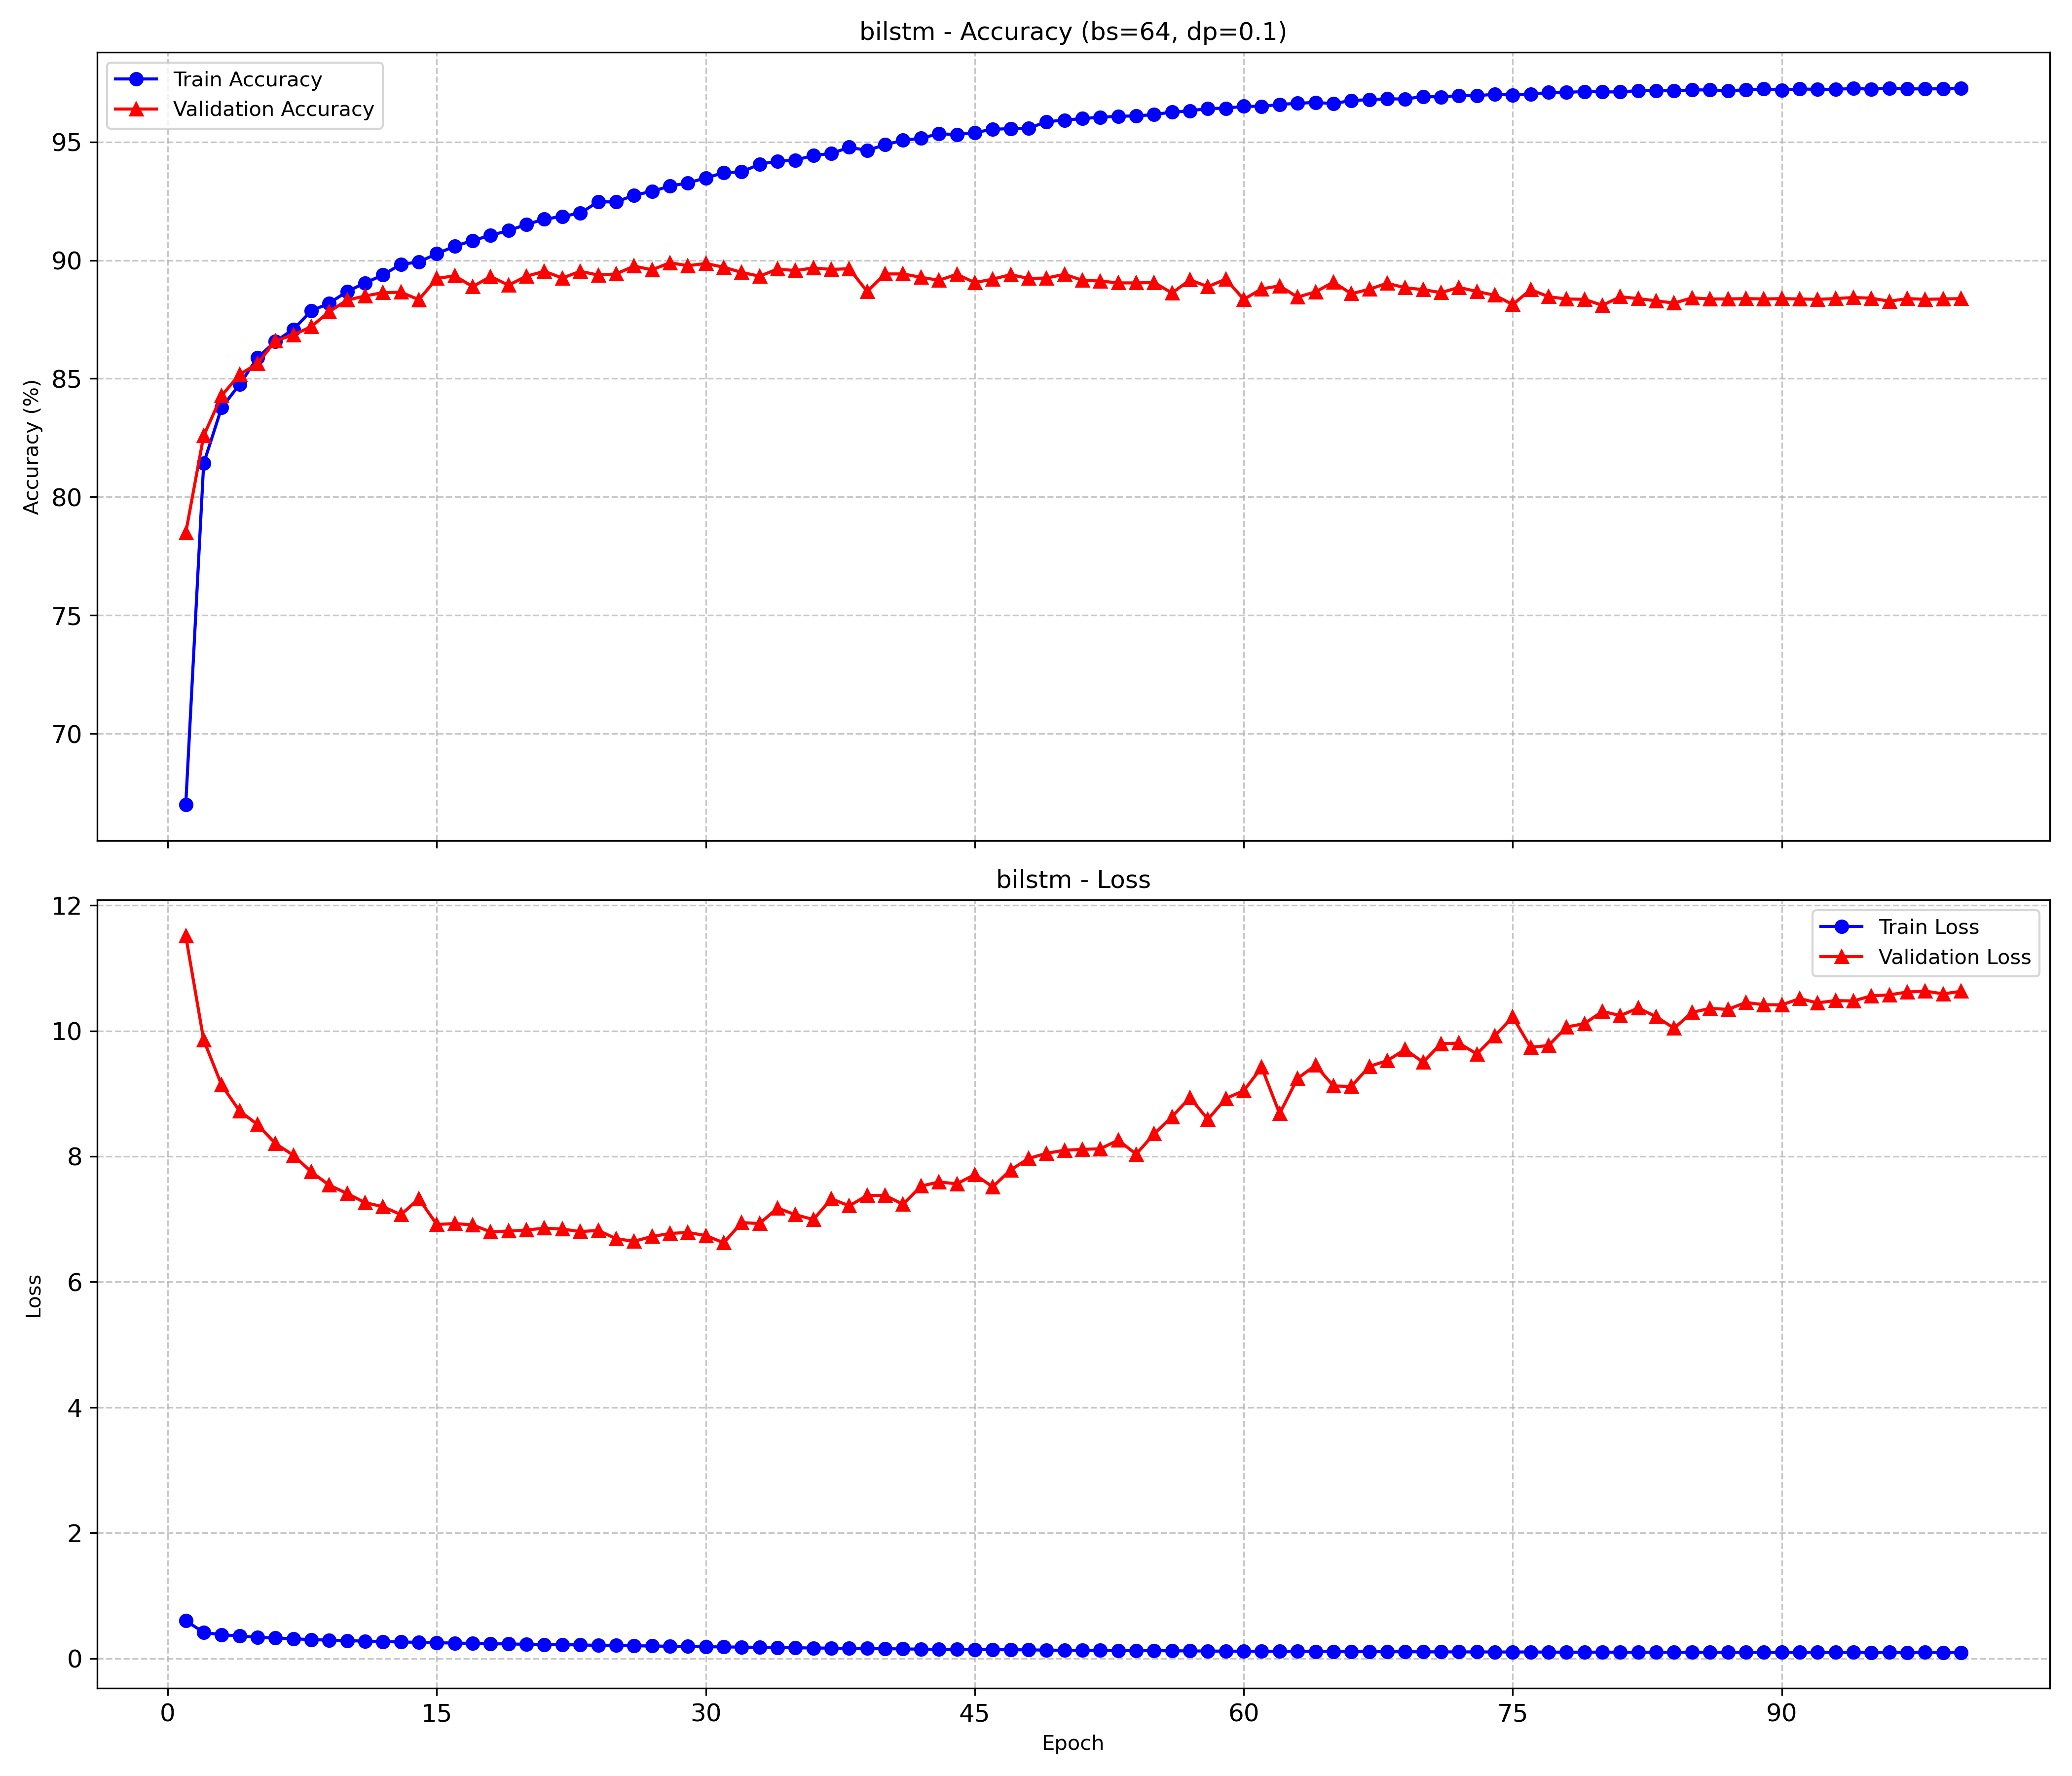 bilstm - Accuracy (bs=64, dp=0.1)
Train Accuracy
Validation Accuracy
Accuracy (%)
95
90
85
80
75
70
bilstm - Loss
Train Loss
Validation Loss
Loss
12
10
8
6
4
2
0
0 15 30 45 60 75 90
Epoch